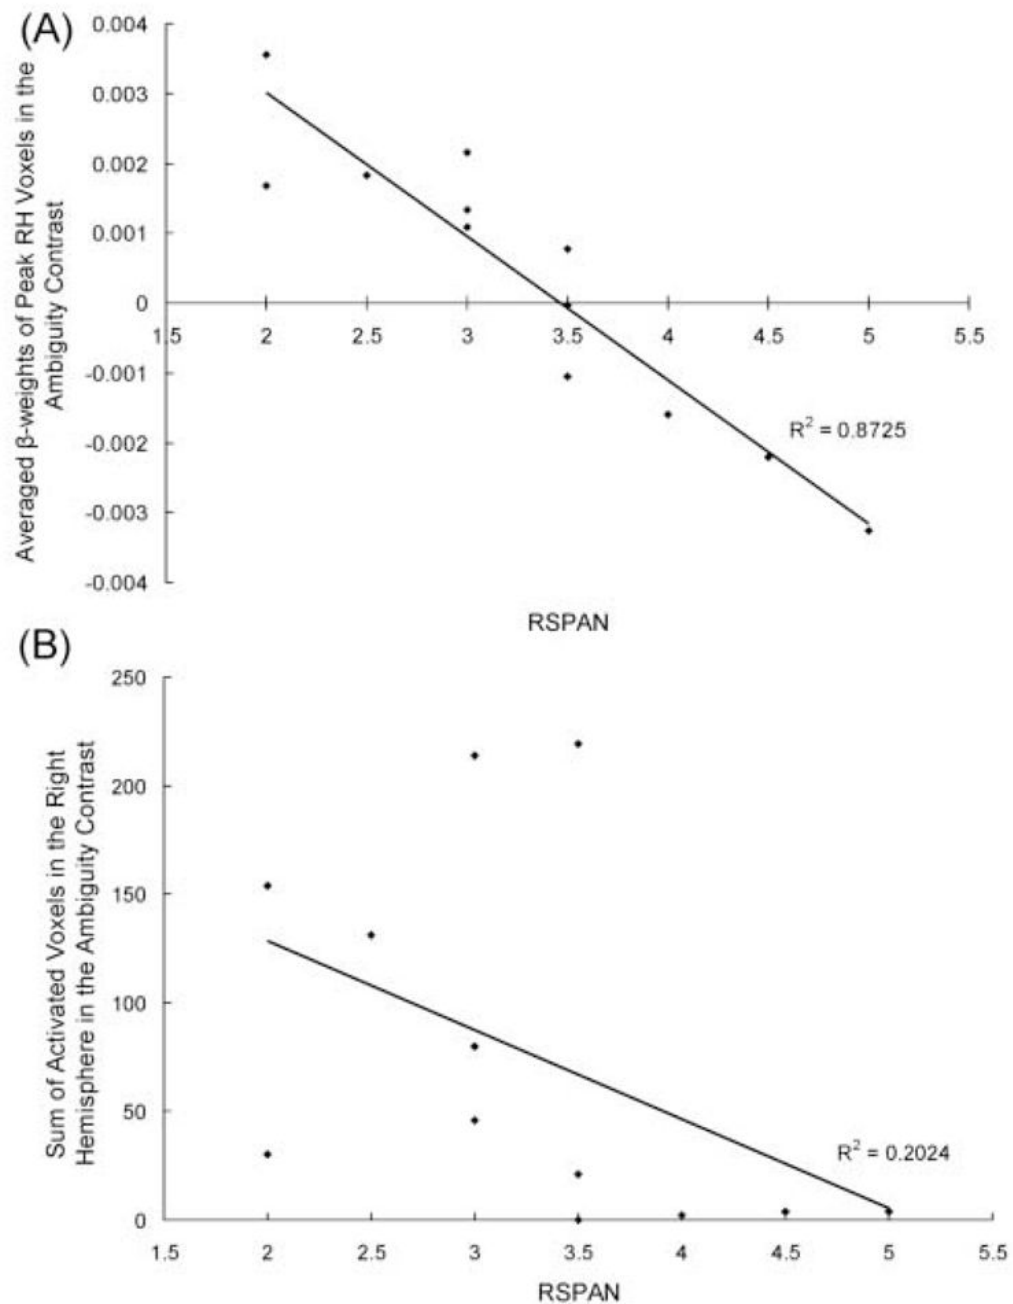 (A)
Averaged β-weights of Peak RH Voxels in the
Ambiguity Contrast
0.004
0.003
0.002
0.001
0
-0.001
-0.002
-0.003
-0.004
1.5 2 2.5 3 3.5 4 4.5 5 5.5
R² = 0.8725
RSPAN
(B)
Sum of Activated Voxels in the Right
Hemisphere in the Ambiguity Contrast
250
200
150
100
50
0
R² = 0.2024
1.5 2 2.5 3 3.5 4 4.5 5 5.5
RSPAN